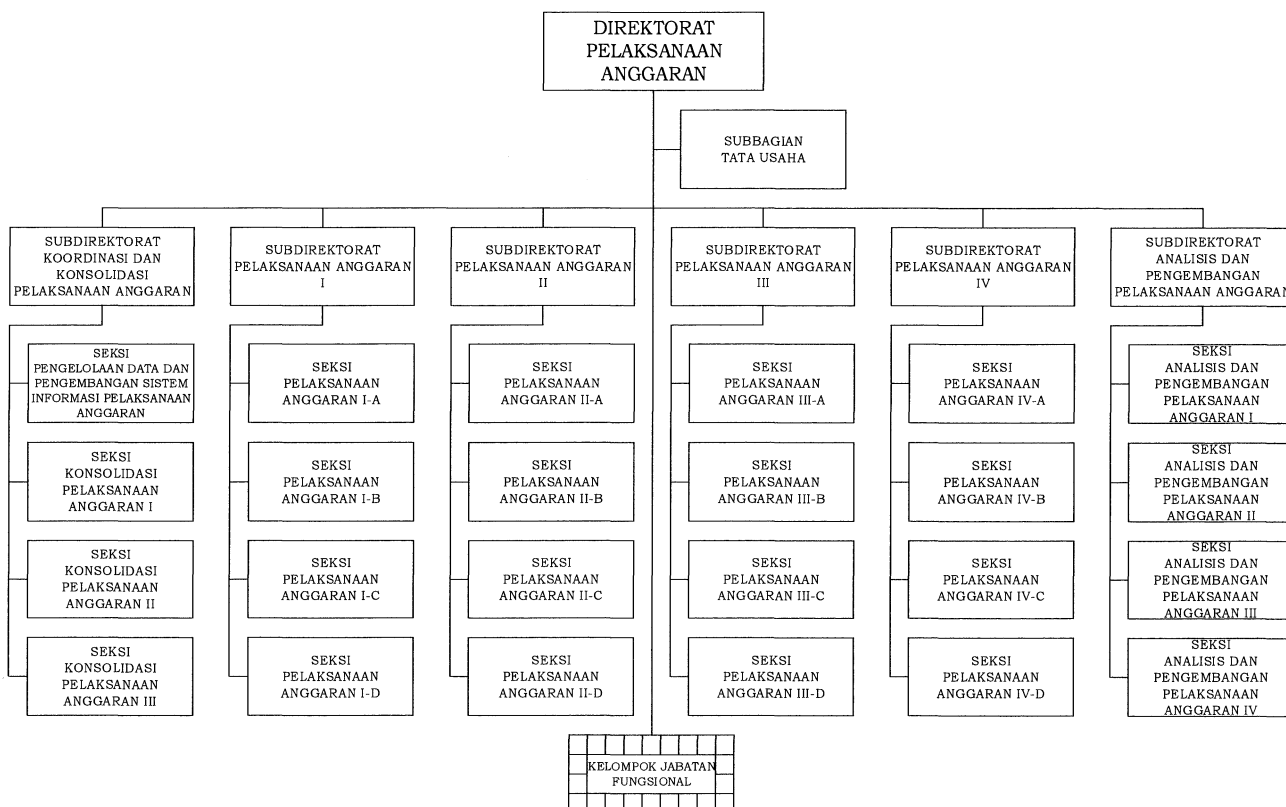 DIREKTORAT
PELAKSANAAN
ANGGARAN
SUBBAGIAN
TATA USAHA
SUBDIREKTORAT
KOORDINASI DAN
KONSOLIDASI
PELAKSANAAN ANGGARAN
SUBDIREKTORAT
PELAKSANAAN ANGGARAN
I
SUBDIREKTORAT
PELAKSANAAN ANGGARAN
II
SUBDIREKTORAT
PELAKSANAAN ANGGARAN
III
SUBDIREKTORAT
PELAKSANAAN ANGGARAN
IV
SUBDIREKTORAT
ANALISIS DAN
PENGEMBANGAN
PELAKSANAAN ANGGARAN
SEKSI
PENGELOLAAN DATA DAN
PENGEMBANGAN SISTEM
INFORMASI PELAKSANAAN
ANGGARAN
SEKSI
PELAKSANAAN
ANGGARAN I-A
SEKSI
PELAKSANAAN
ANGGARAN II-A
SEKSI
PELAKSANAAN
ANGGARAN III-A
SEKSI
PELAKSANAAN
ANGGARAN IV-A
SEKSI
ANALISIS DAN
PENGEMBANGAN
PELAKSANAAN
ANGGARAN I
SEKSI
KONSOLIDASI
PELAKSANAAN
ANGGARAN I
SEKSI
PELAKSANAAN
ANGGARAN I-B
SEKSI
PELAKSANAAN
ANGGARAN II-B
SEKSI
PELAKSANAAN
ANGGARAN III-B
SEKSI
PELAKSANAAN
ANGGARAN IV-B
SEKSI
ANALISIS DAN
PENGEMBANGAN
PELAKSANAAN
ANGGARAN II
SEKSI
KONSOLIDASI
PELAKSANAAN
ANGGARAN II
SEKSI
PELAKSANAAN
ANGGARAN I-C
SEKSI
PELAKSANAAN
ANGGARAN II-C
SEKSI
PELAKSANAAN
ANGGARAN III-C
SEKSI
PELAKSANAAN
ANGGARAN IV-C
SEKSI
ANALISIS DAN
PENGEMBANGAN
PELAKSANAAN
ANGGARAN III
SEKSI
KONSOLIDASI
PELAKSANAAN
ANGGARAN III
SEKSI
PELAKSANAAN
ANGGARAN I-D
SEKSI
PELAKSANAAN
ANGGARAN II-D
SEKSI
PELAKSANAAN
ANGGARAN III-D
SEKSI
PELAKSANAAN
ANGGARAN IV-D
SEKSI
ANALISIS DAN
PENGEMBANGAN
PELAKSANAAN
ANGGARAN IV
KELOMPOK JABATAN
FUNGSIONAL